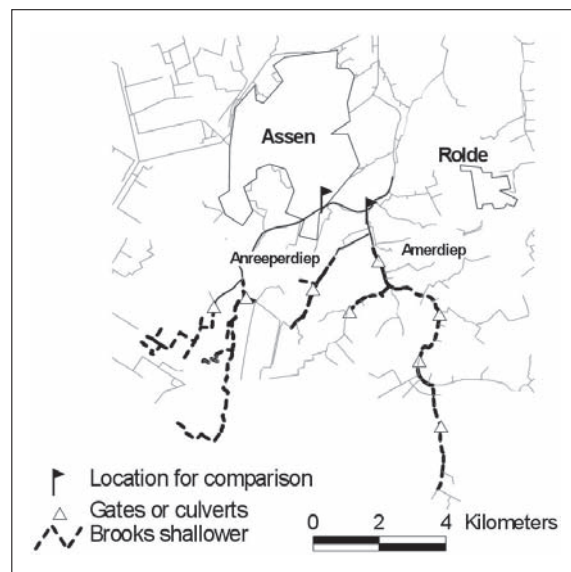 Assen
Rolde
Anreeperdiep
Amerdiep
Location for comparison
Gates or culverts
Brooks shallower
0 2 4 Kilometers